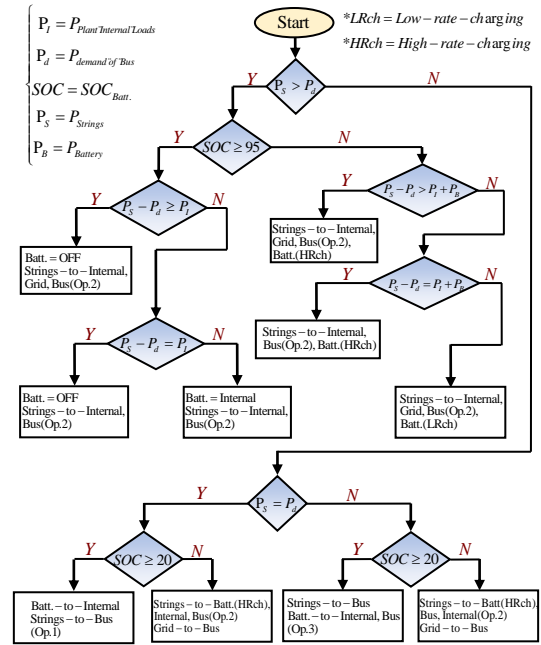 P_I = P_Plant Internal Loads
P_d = P_demand of Bus
SOC = SOC_Batt.
P_S = P_Strings
P_B = P_Battery
Start
*LRch = Low – rate – charging
*HRch = High – rate – charging
Y
P_S > P_d
N
Y
SOC ≥ 95
N
Y
P_S – P_d ≥ P_I
N
Y
P_S – P_d > P_I + P_B
N
Batt. = OFF
Strings – to – Internal,
Grid, Bus(Op.2)
Strings – to – Internal,
Grid, Bus(Op.2),
Batt.(HRch)
Y
P_S – P_d = P_I + P_B
N
Strings – to – Internal,
Bus(Op.2), Batt.(HRch)
Y
P_S – P_d = P_I
N
Batt. = OFF
Strings – to – Internal,
Bus(Op.2)
Batt. = Internal
Strings – to – Internal,
Bus(Op.2)
Strings – to – Internal,
Grid, Bus(Op.2),
Batt.(LRch)
Y
P_S = P_d
N
Y
SOC ≥ 20
N
Y
SOC ≥ 20
N
Batt. – to – Internal
Strings – to – Bus
(Op.1)
Strings – to – Batt.(HRch),
Internal, Bus(Op.2)
Grid – to – Bus
Strings – to – Bus
Batt. – to – Internal, Bus
(Op.3)
Strings – to – Batt(HRch),
Bus, Internal(Op.2)
Grid – to – Bus